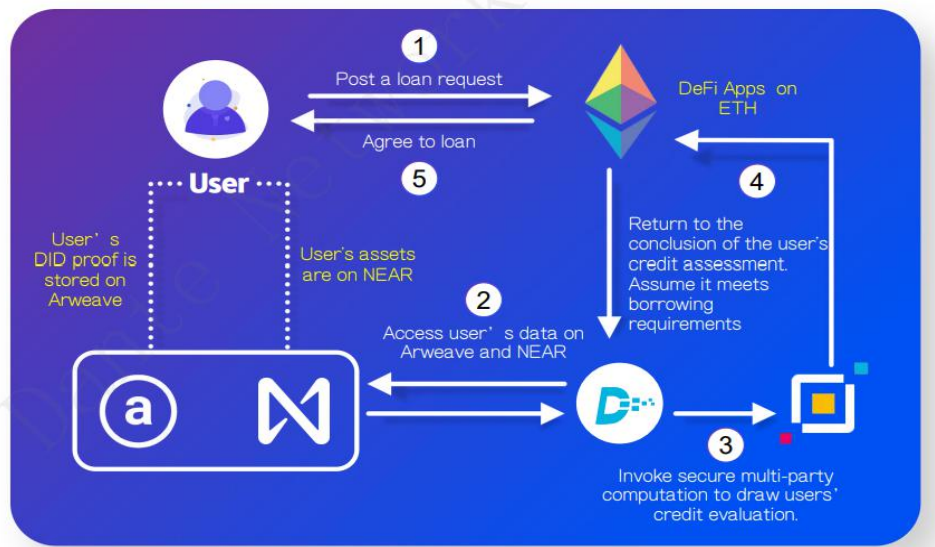 1
Post a loan request
Agree to loan
5
DeFi Apps on
ETH
4
User
User's
DID proof is
stored on
Arweave
User's assets
are on NEAR
Return to the
conclusion of the user's
credit assessment.
Assume it meets
borrowing
requirements
2
Access user's data on
Arweave and NEAR
a
D
3
Invoke secure multi-party
computation to draw users'
credit evaluation.
Dante Network